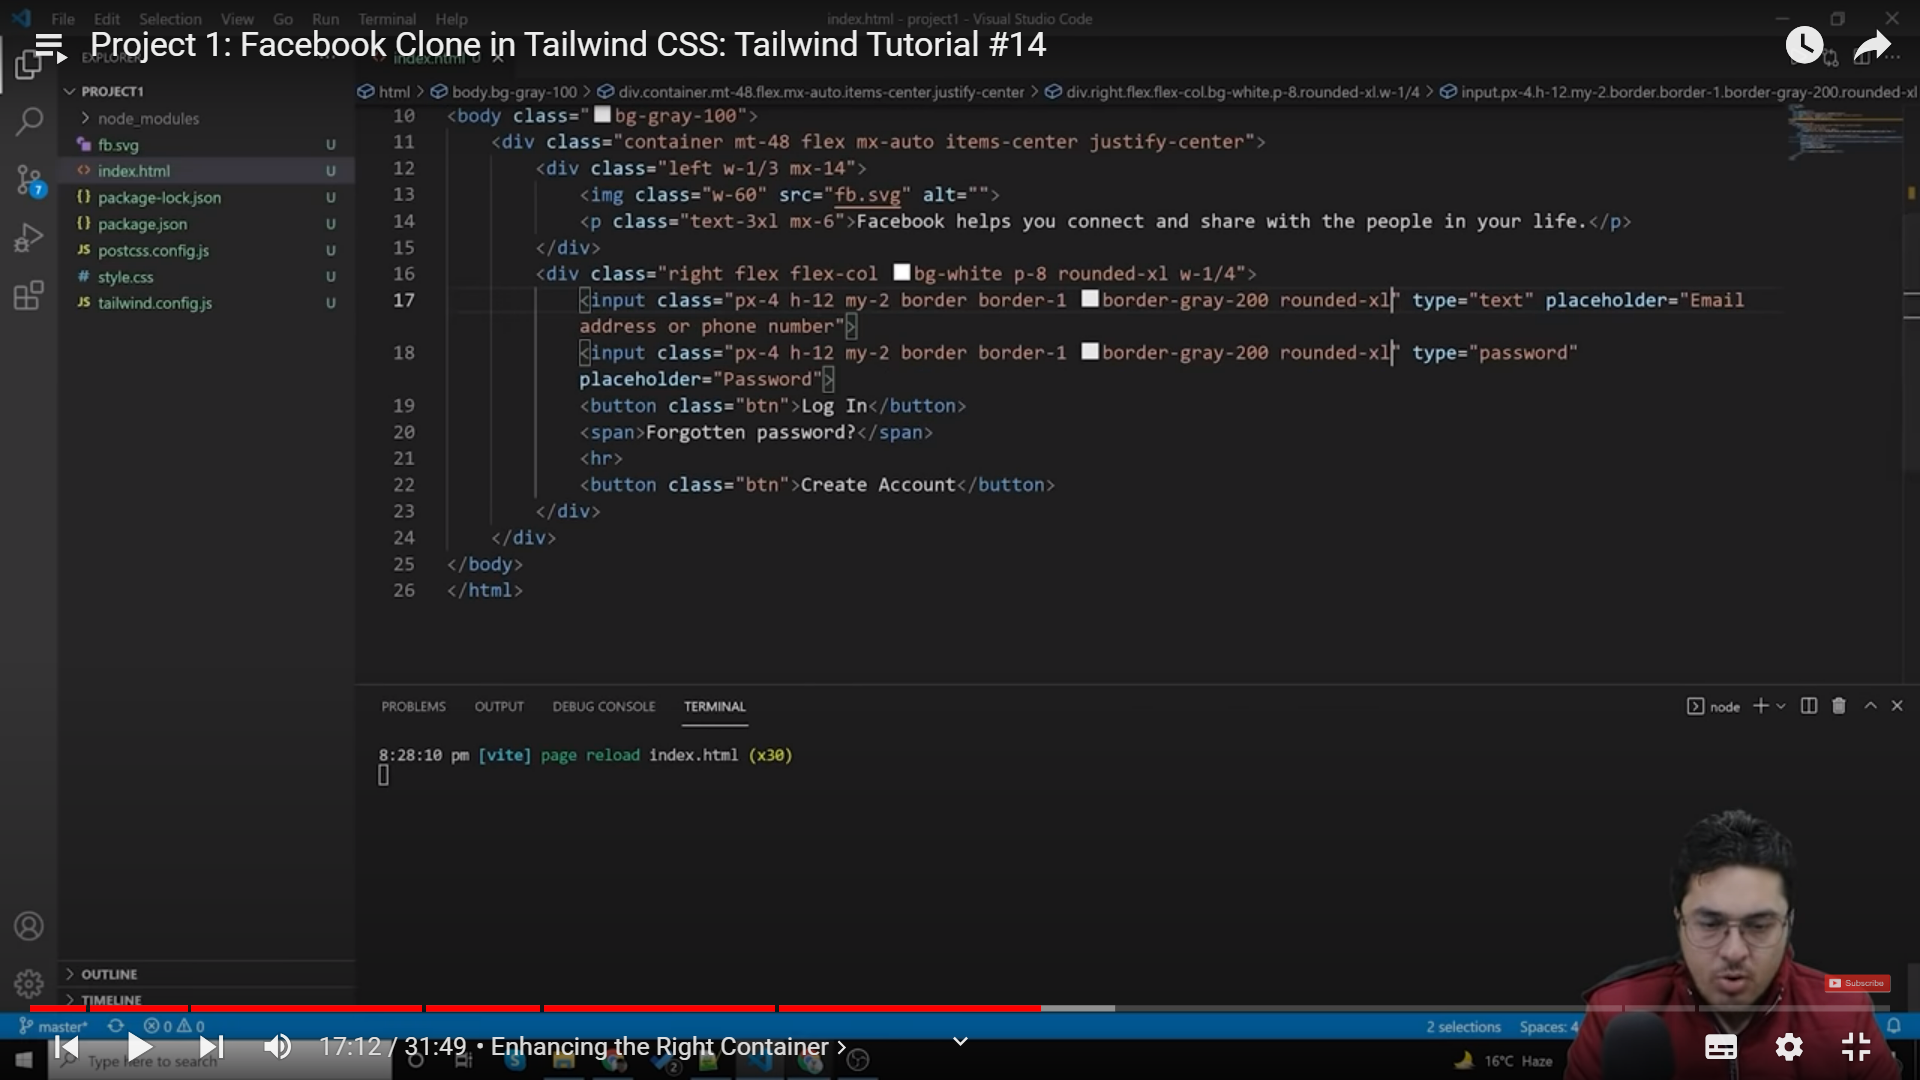 File Edit Selection View Go Run Terminal Help
index.html - project1 - Visual Studio Code
Project 1: Facebook Clone in Tailwind CSS: Tailwind Tutorial #14
EXPLORER
index.html U
PROJECT1
node_modules
fb.svg U
index.html U
package-lock.json U
package.json U
postcss.config.js U
style.css U
tailwind.config.js U
7
html > body.bg-gray-100 > div.container.mt-48.flex.mx-auto.items-center.justify-center > div.right.flex.flex-col.bg-white.p-8.rounded-xl.w-1/4 > input.px-4.h-12.my-2.border.border-1.border-gray-200.rounded-xl
10 <body class="bg-gray-100">
11 <div class="container mt-48 flex mx-auto items-center justify-center">
12 <div class="left w-1/3 mx-14">
13 <img class="w-60" src="fb.svg" alt="">
14 <p class="text-3xl mx-6">Facebook helps you connect and share with the people in your life.</p>
15 </div>
16 <div class="right flex flex-col bg-white p-8 rounded-xl w-1/4">
17 <input class="px-4 h-12 my-2 border border-1 border-gray-200 rounded-xl" type="text" placeholder="Email
address or phone number">
18 <input class="px-4 h-12 my-2 border border-1 border-gray-200 rounded-xl" type="password"
placeholder="Password">
19 <button class="btn">Log In</button>
20 <span>Forgotten password?</span>
21 <hr>
22 <button class="btn">Create Account</button>
23 </div>
24 </div>
25 </body>
26 </html>
PROBLEMS OUTPUT DEBUG CONSOLE TERMINAL
node
8:28:10 pm [vite] page reload index.html (x30)
OUTLINE
TIMELINE
Subscribe
master* 0 0
2 selections Spaces: 4
17:12 / 31:49 • Enhancing the Right Container >
Type here to search
2
16°C Haze